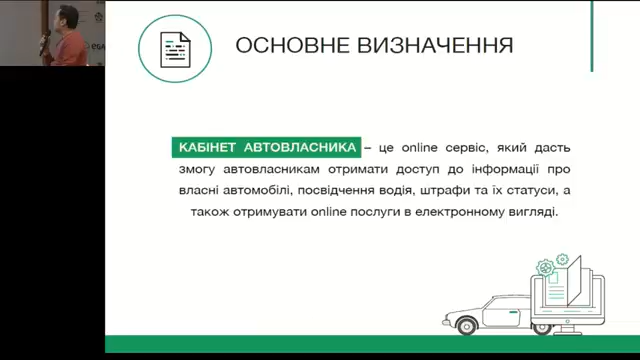 ОСНОВНЕ ВИЗНАЧЕННЯ
КАБІНЕТ АВТОВЛАСНИКА – це online сервіс, який дасть
змогу автовласникам отримати доступ до інформації про
власні автомобілі, посвідчення водія, штрафи та їх статуси, а
також отримувати online послуги в електронному вигляді.